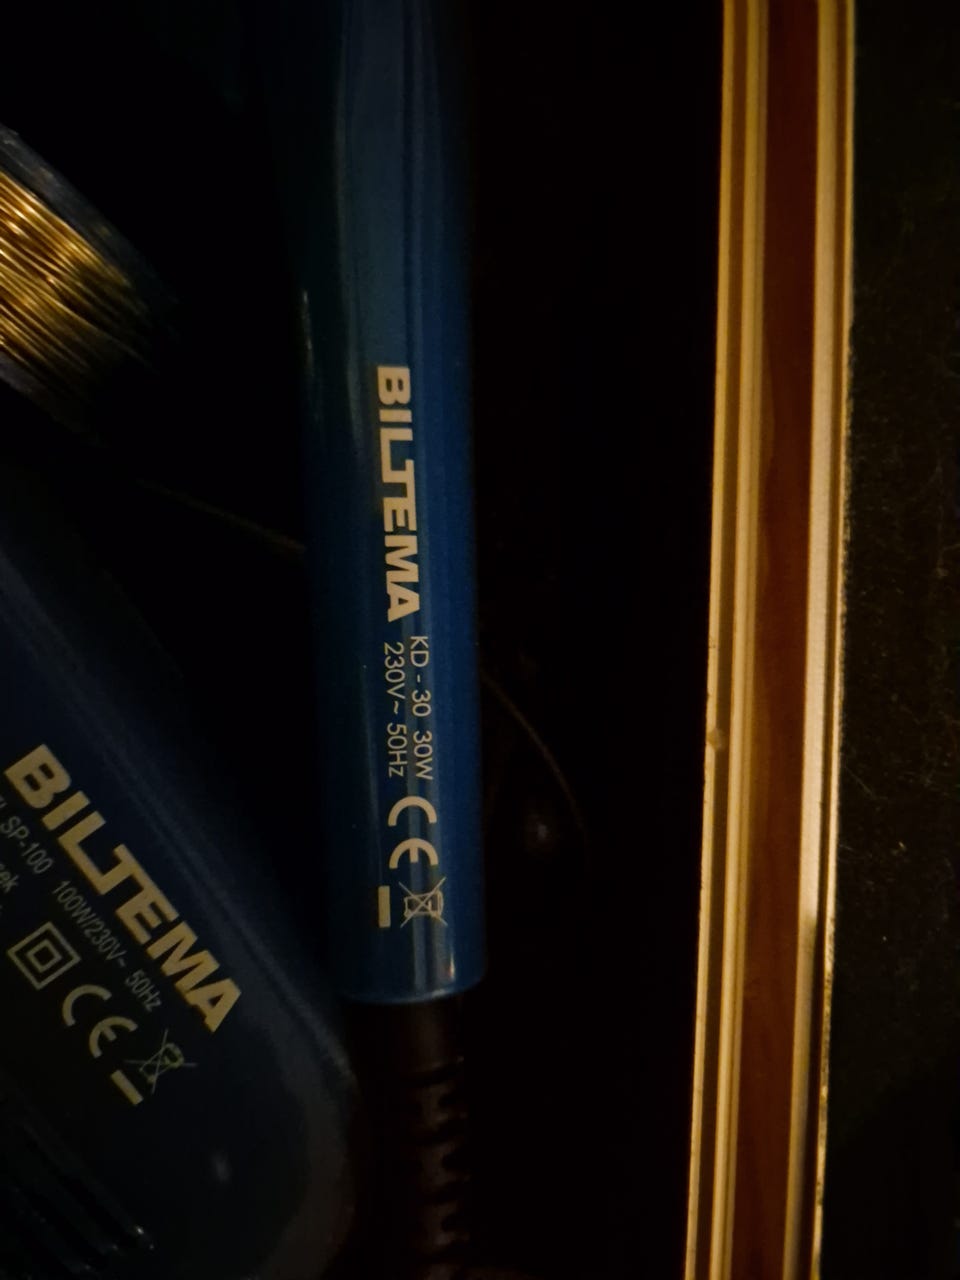 BILTEMA
KD - 30 30W
230V~ 50Hz
CE
BILTEMA
SP-100 100W/230V~ 50Hz
CE